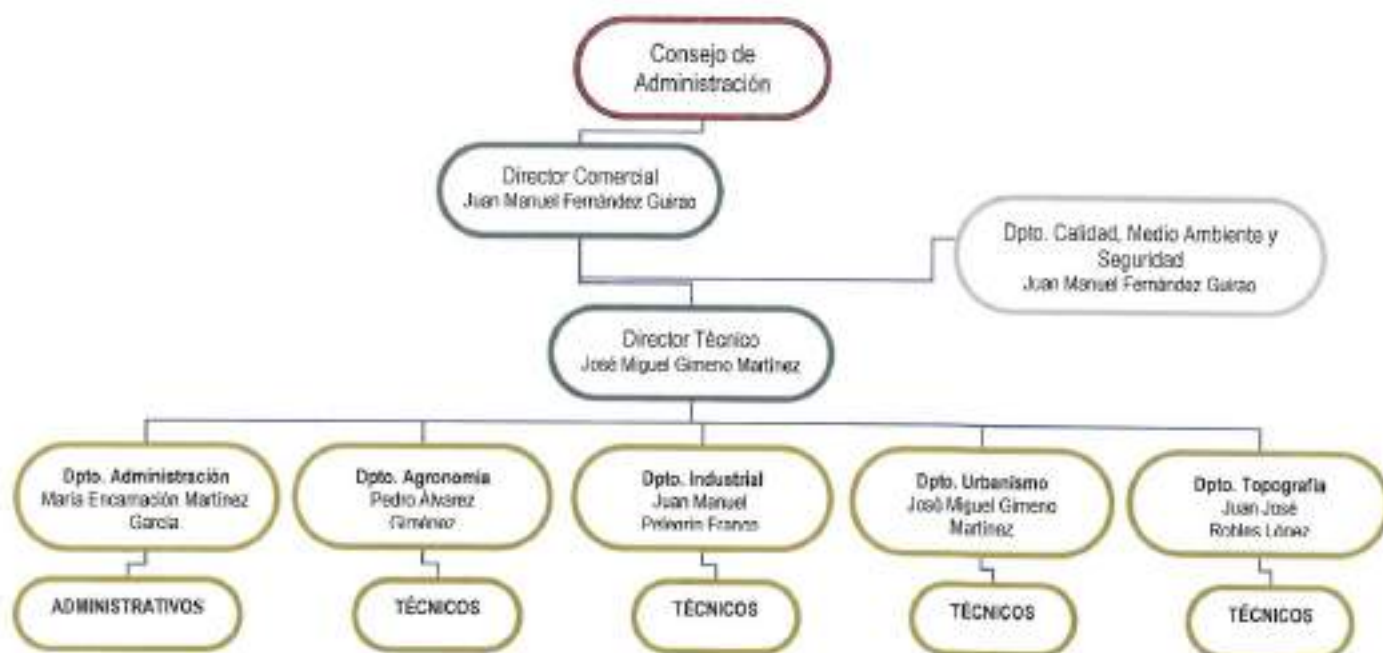 Consejo de
Administración
Director Comercial
Juan Manuel Fernández Guirao
Dpto. Calidad, Medio Ambiente y
Seguridad
Juan Manuel Fernández Guirao
Director Técnico
José Miguel Gimeno Martínez
Dpto. Administración
María Encarnación Martínez
García
Dpto. Agronomía
Pedro Álvarez
Giménez
Dpto. Industrial
Juan Manuel
Pelegrín Franco
Dpto. Urbanismo
José Miguel Gimeno
Martínez
Dpto. Topografía
Juan José
Robles López
ADMINISTRATIVOS
TÉCNICOS
TÉCNICOS
TÉCNICOS
TÉCNICOS